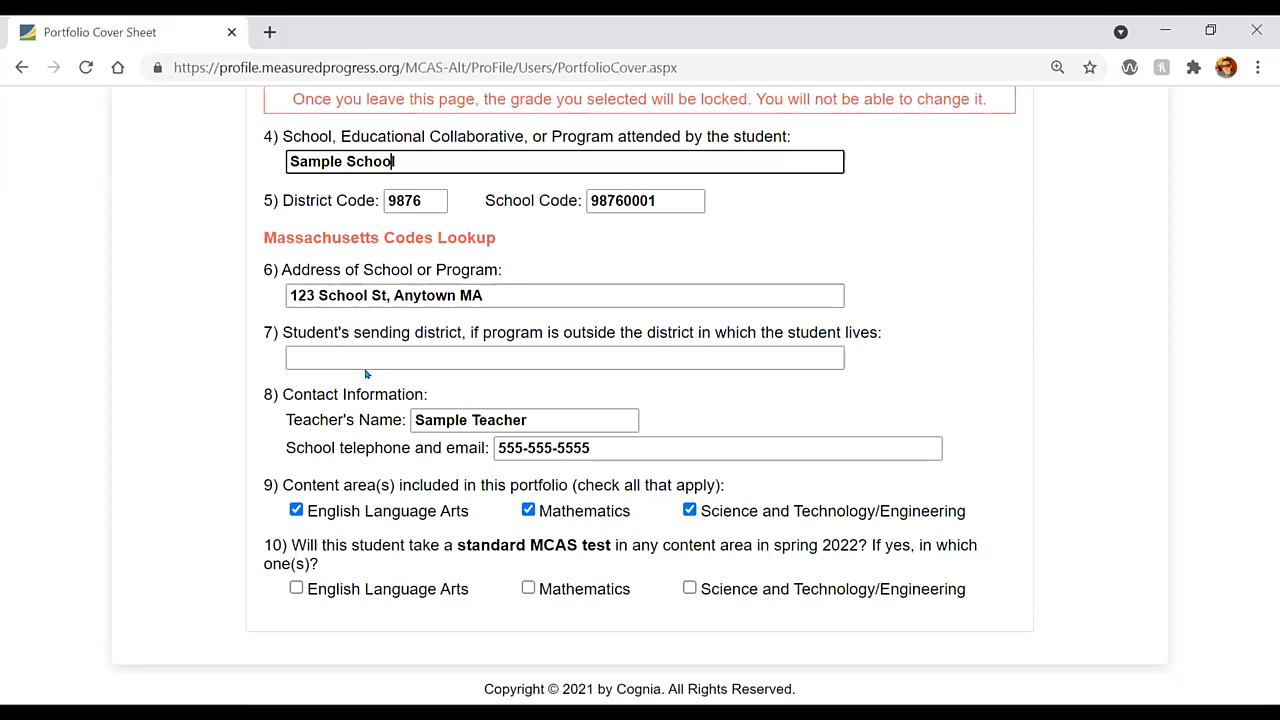 Portfolio Cover Sheet
https://profile.measuredprogress.org/MCAS-Alt/ProFile/Users/PortfolioCover.aspx
Once you leave this page, the grade you selected will be locked. You will not be able to change it.
4) School, Educational Collaborative, or Program attended by the student:
Sample School
5) District Code: 9876 School Code: 98760001
Massachusetts Codes Lookup
6) Address of School or Program:
123 School St, Anytown MA
7) Student's sending district, if program is outside the district in which the student lives:
8) Contact Information:
Teacher's Name: Sample Teacher
School telephone and email: 555-555-5555
9) Content area(s) included in this portfolio (check all that apply):
English Language Arts Mathematics Science and Technology/Engineering
10) Will this student take a standard MCAS test in any content area in spring 2022? If yes, in which
one(s)?
English Language Arts Mathematics Science and Technology/Engineering
Copyright © 2021 by Cognia. All Rights Reserved.